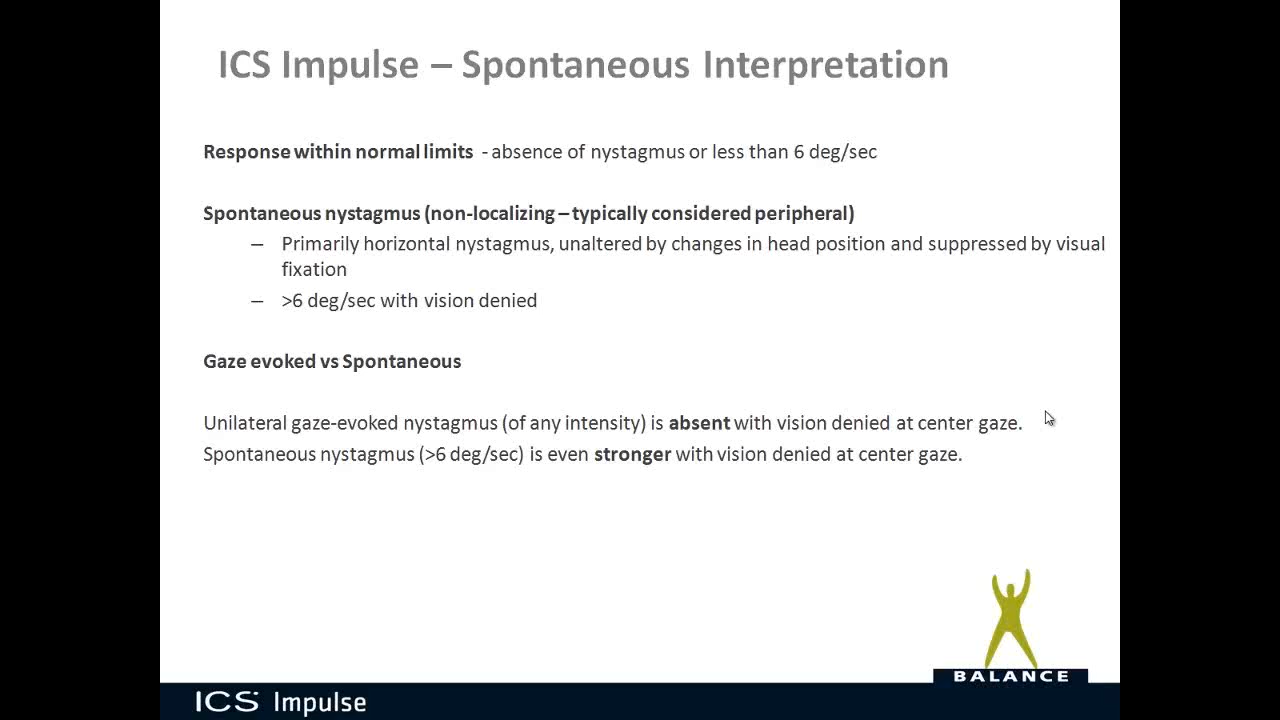 ICS Impulse – Spontaneous Interpretation
Response within normal limits - absence of nystagmus or less than 6 deg/sec
Spontaneous nystagmus (non-localizing – typically considered peripheral)
– Primarily horizontal nystagmus, unaltered by changes in head position and suppressed by visual
fixation
– >6 deg/sec with vision denied
Gaze evoked vs Spontaneous
Unilateral gaze-evoked nystagmus (of any intensity) is absent with vision denied at center gaze.
Spontaneous nystagmus (>6 deg/sec) is even stronger with vision denied at center gaze.
BALANCE
ICS Impulse